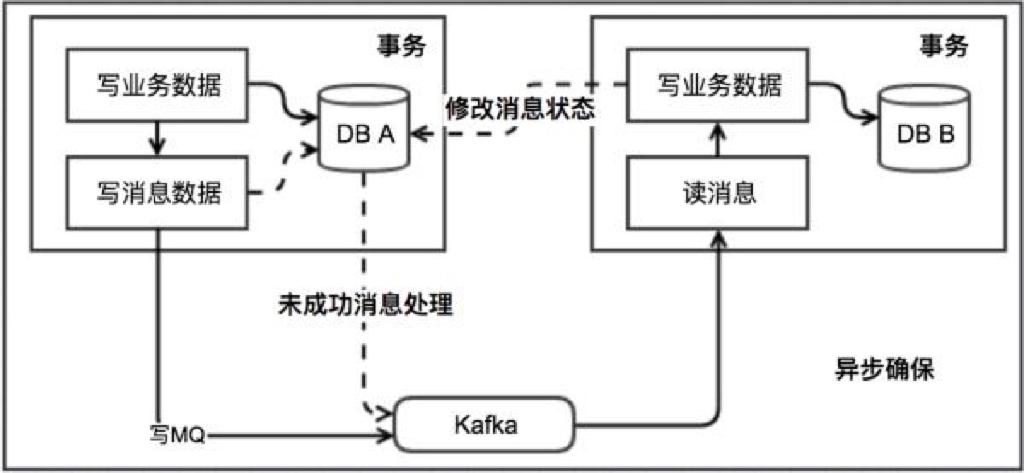 事务
写业务数据
DB A
写消息数据
修改消息状态
事务
写业务数据
DB B
读消息
未成功消息处理
异步确保
写MQ
Kafka